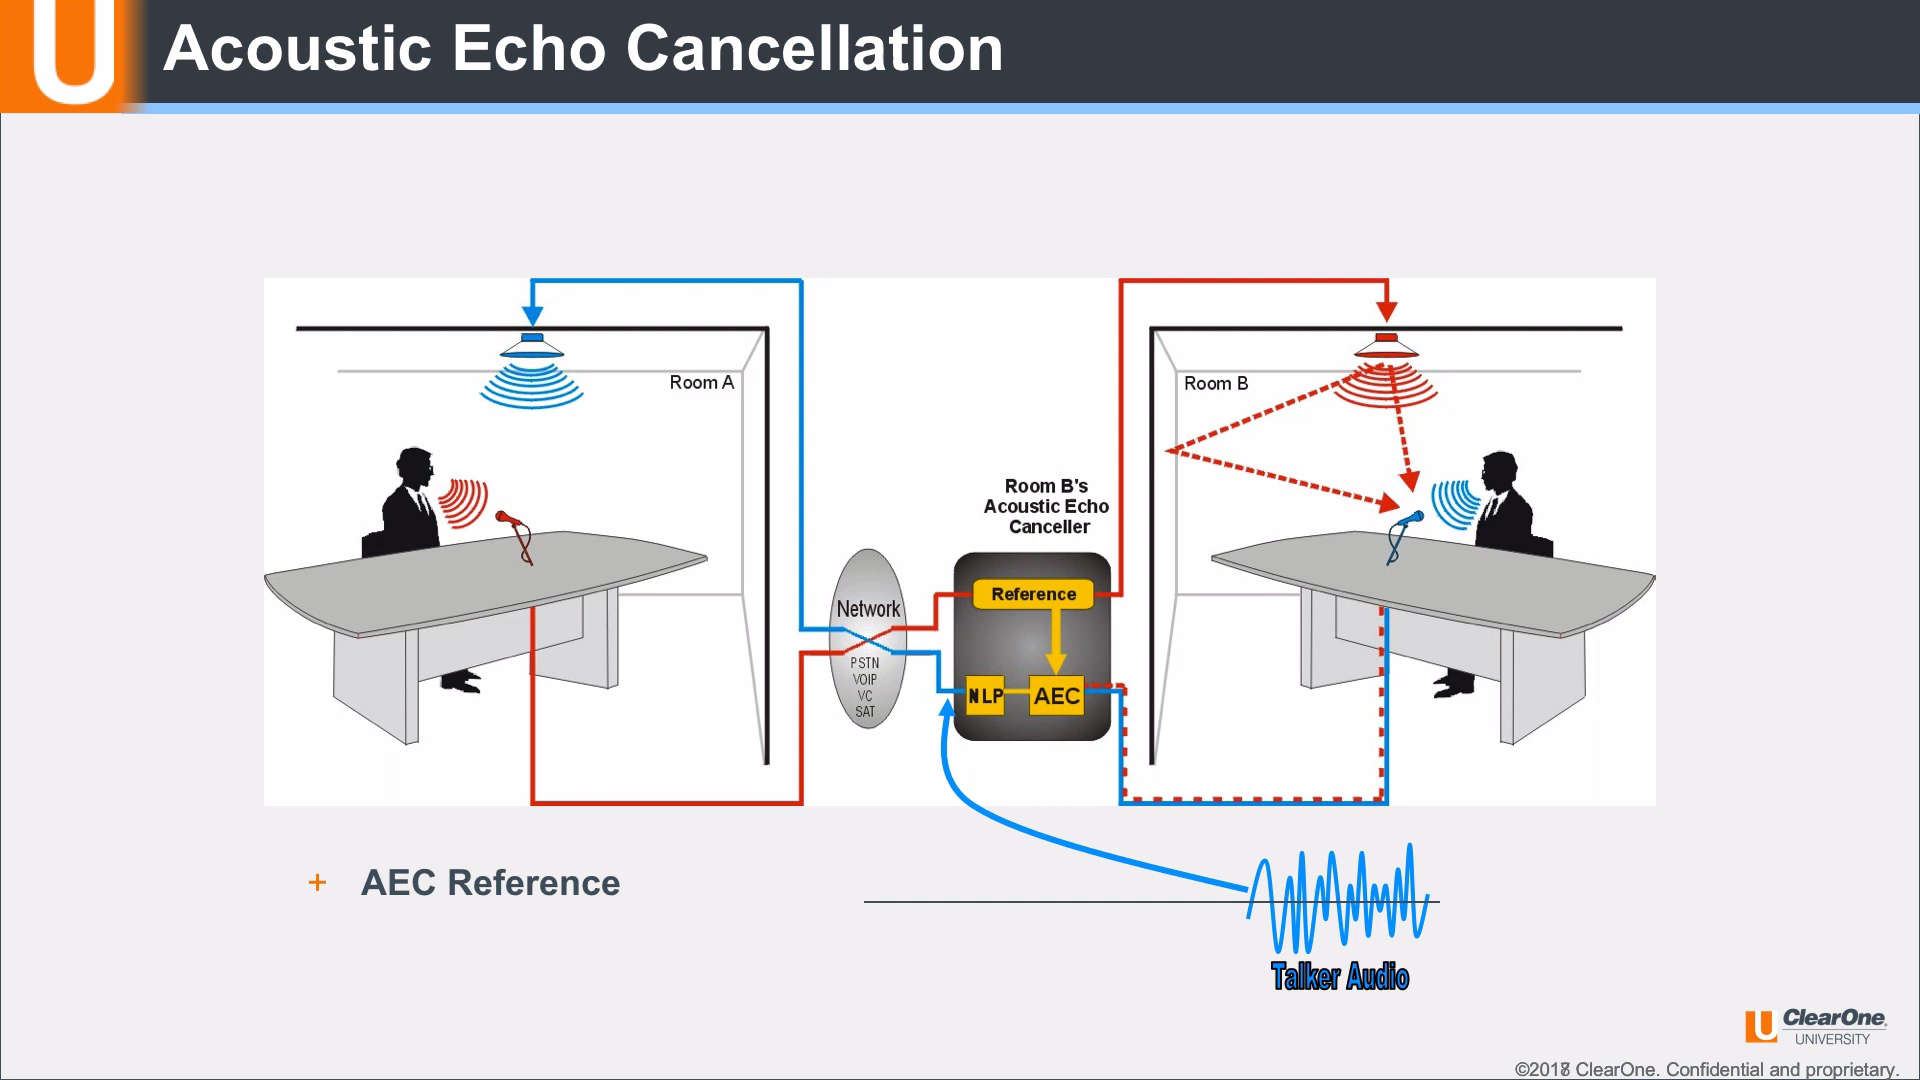 U Acoustic Echo Cancellation
Room A
Room B
Room B's
Acoustic Echo
Canceller
Network
PSTN
VOIP
VC
SAT
Reference
NLP
AEC
+ AEC Reference
Talker Audio
U ClearOne
UNIVERSITY
ClearOne. Confidential and proprietary.